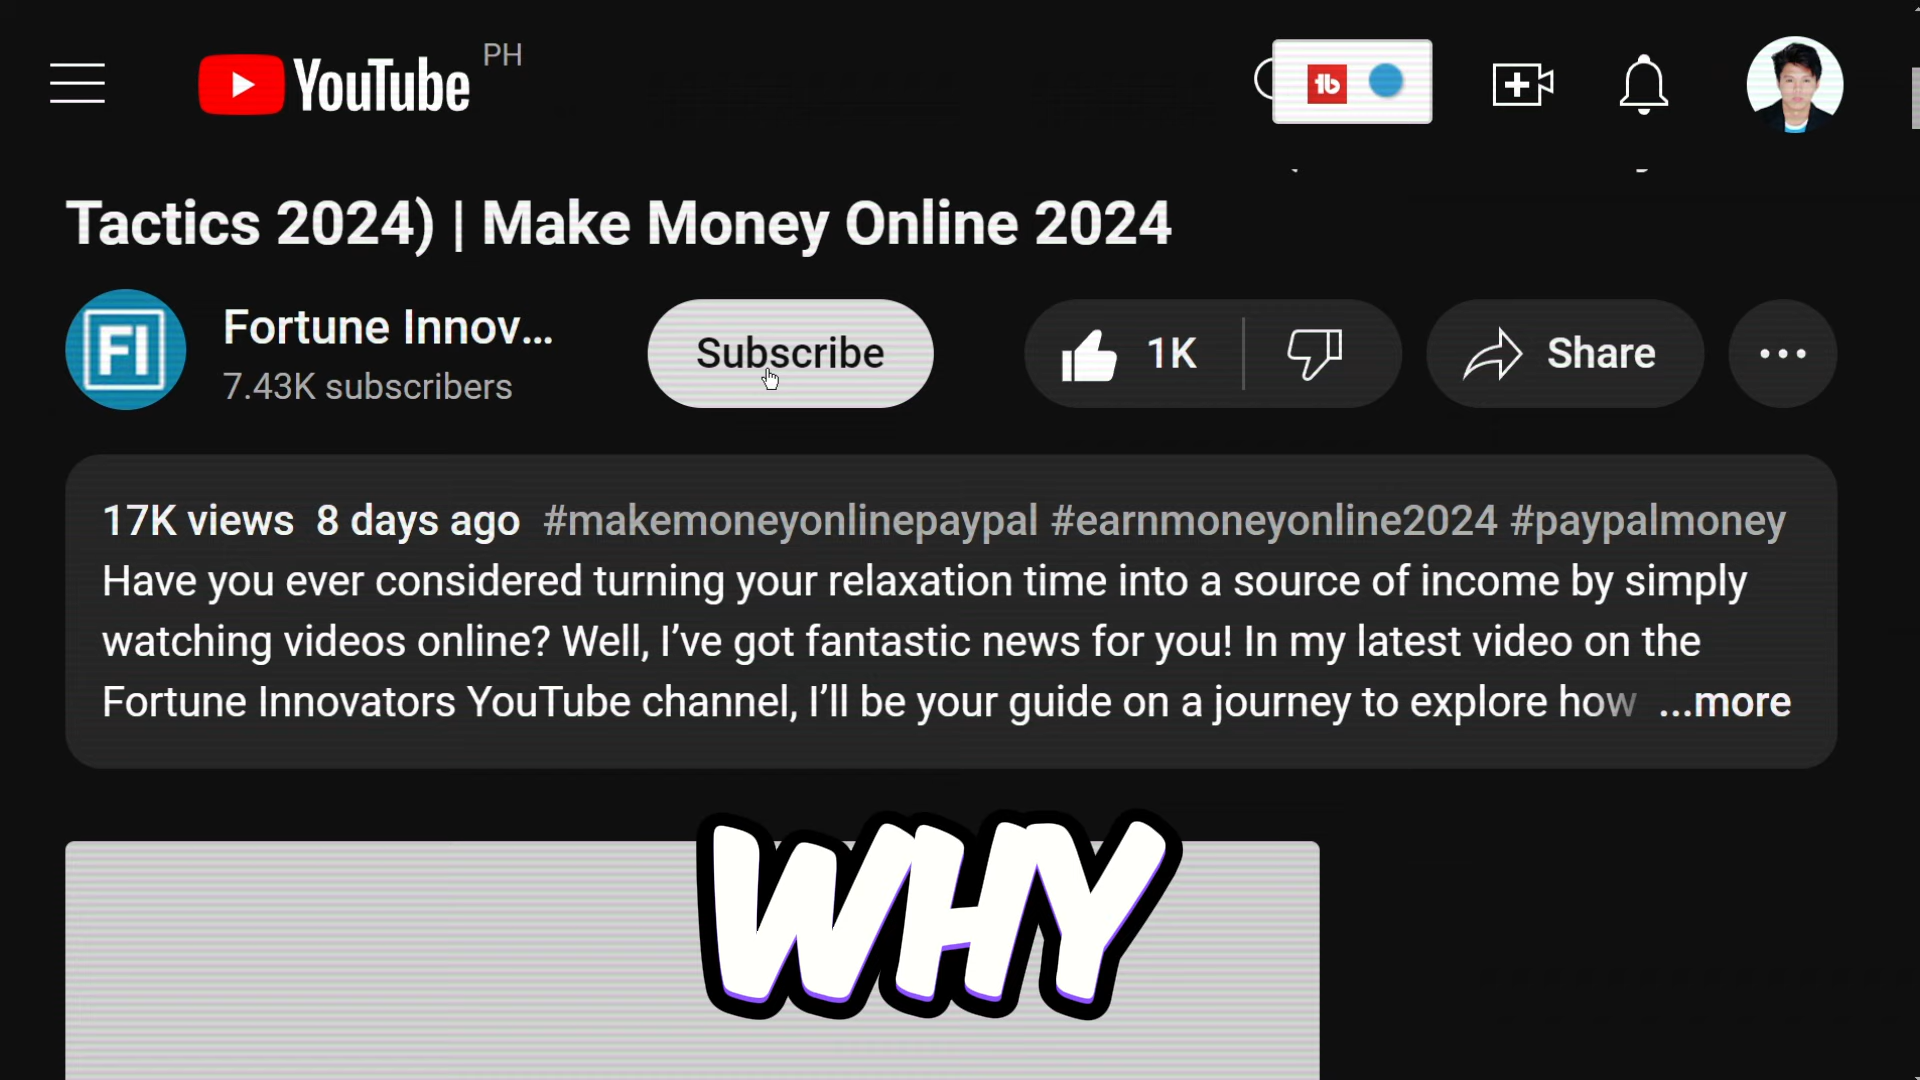 YouTube PH
Tactics 2024) | Make Money Online 2024
FI
Fortune Innov...
7.43K subscribers
Subscribe
1K
Share
17K views 8 days ago #makemoneyonlinepaypal #earnmoneyonline2024 #paypalmoney
Have you ever considered turning your relaxation time into a source of income by simply
watching videos online? Well, I’ve got fantastic news for you! In my latest video on the
Fortune Innovators YouTube channel, I’ll be your guide on a journey to explore how ...more
WHY